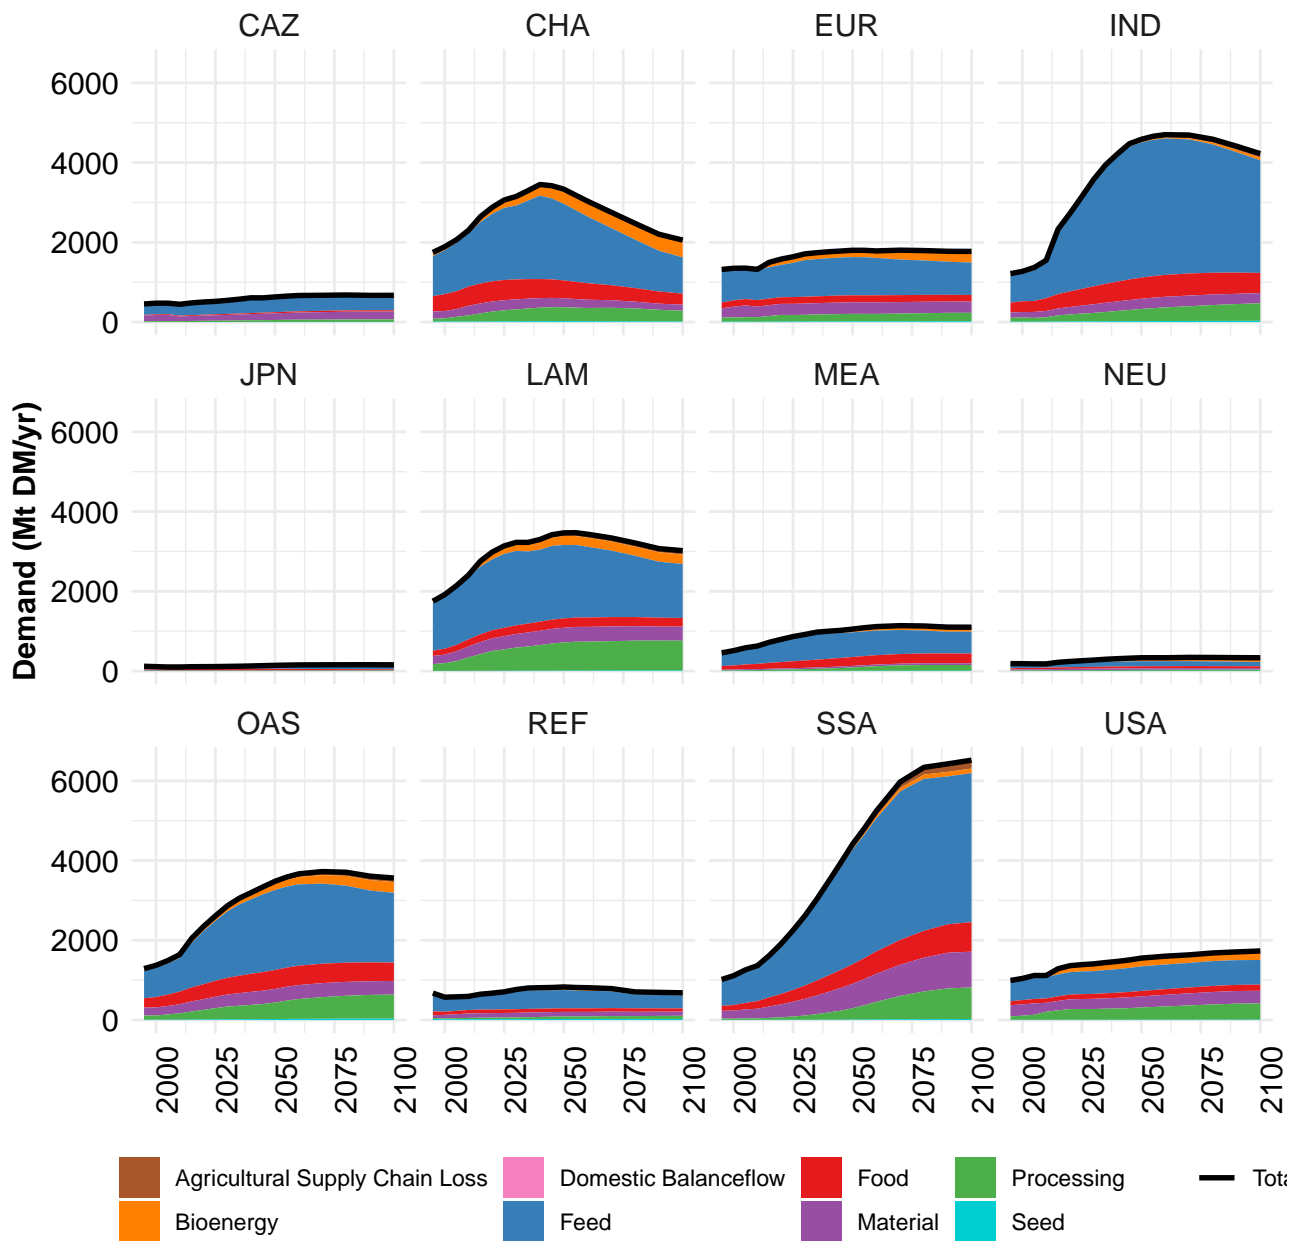 CAZ CHA EUR IND
6000
4000
2000
0
JPN LAM MEA NEU
Demand (Mt DM/yr)
6000
4000
2000
0
OAS REF SSA USA
6000
4000
2000
0
2000 2025 2050 2075 2100 2000 2025 2050 2075 2100 2000 2025 2050 2075 2100 2000 2025 2050 2075 2100
Agricultural Supply Chain Loss Domestic Balanceflow Food Processing Tota
Bioenergy Feed Material Seed